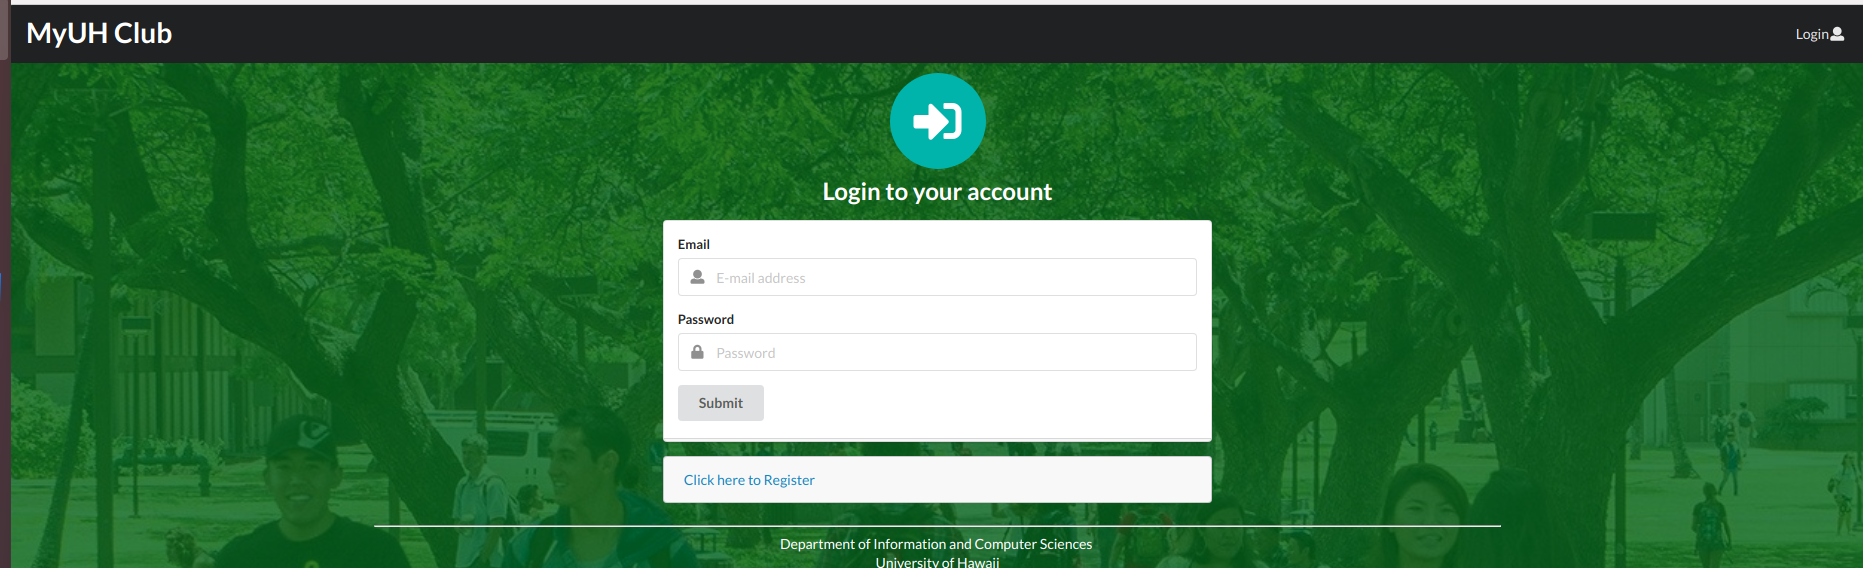 MyUH Club
Login
Login to your account
Email
E-mail address
Password
Password
Submit
Click here to Register
Department of Information and Computer Sciences
University of Hawaii